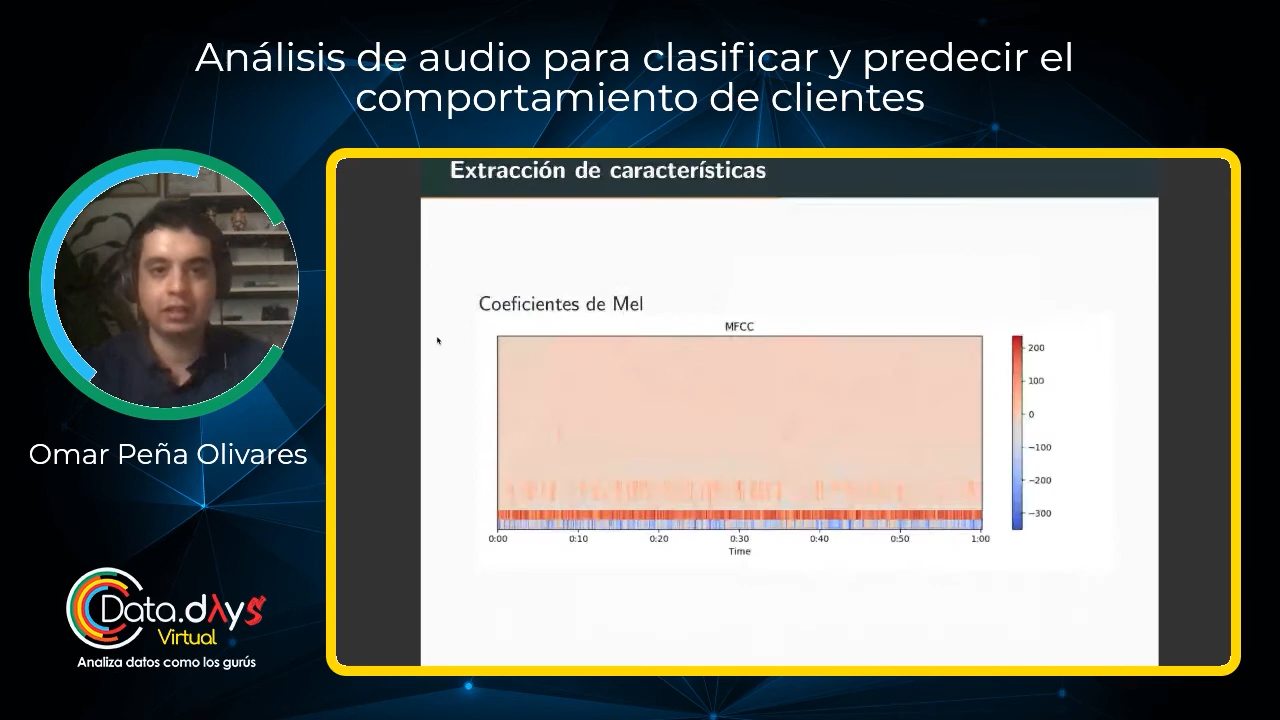 Análisis de audio para clasificar y predecir el
comportamiento de clientes
Extracción de características
Coeficientes de Mel
MFCC
200
100
0
−100
−200
−300
0:00 0:10 0:20 0:30 0:40 0:50 1:00
Time
Omar Peña Olivares
Data.dλys
Virtual
Analiza datos como los gurús